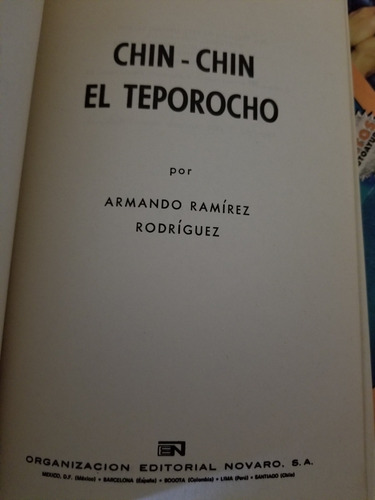 CHIN - CHIN
EL TEPOROCHO
por
ARMANDO RAMÍREZ
RODRÍGUEZ
EN
ORGANIZACION EDITORIAL NOVARO, S.A.
MEXICO, D.F. (México) • BARCELONA (España) • BOGOTA (Colombia) • LIMA (Perú) • SANTIAGO (Chile)